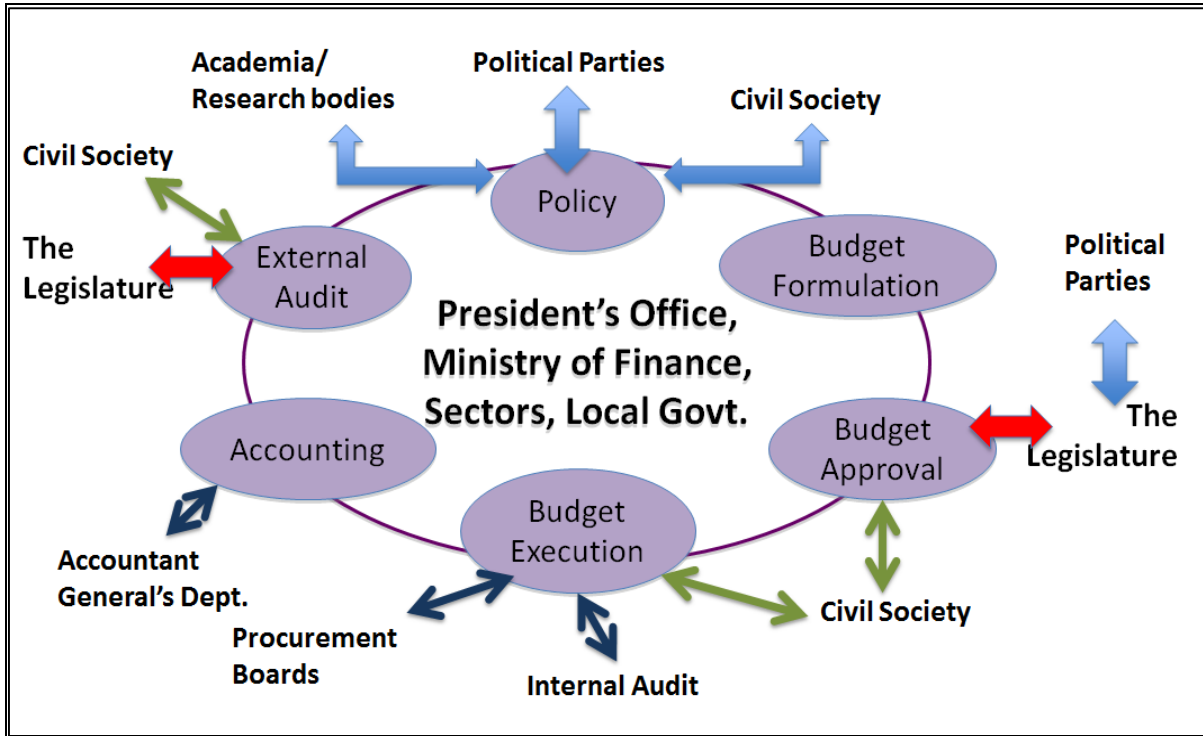 Academia/
Research bodies
Political Parties
Civil Society
Civil Society
Policy
The
Legislature
External
Audit
Budget
Formulation
Political
Parties
President’s Office,
Ministry of Finance,
Sectors, Local Govt.
Accounting
Budget
Approval
The
Legislature
Budget
Execution
Accountant
General’s Dept.
Procurement
Boards
Internal Audit
Civil Society